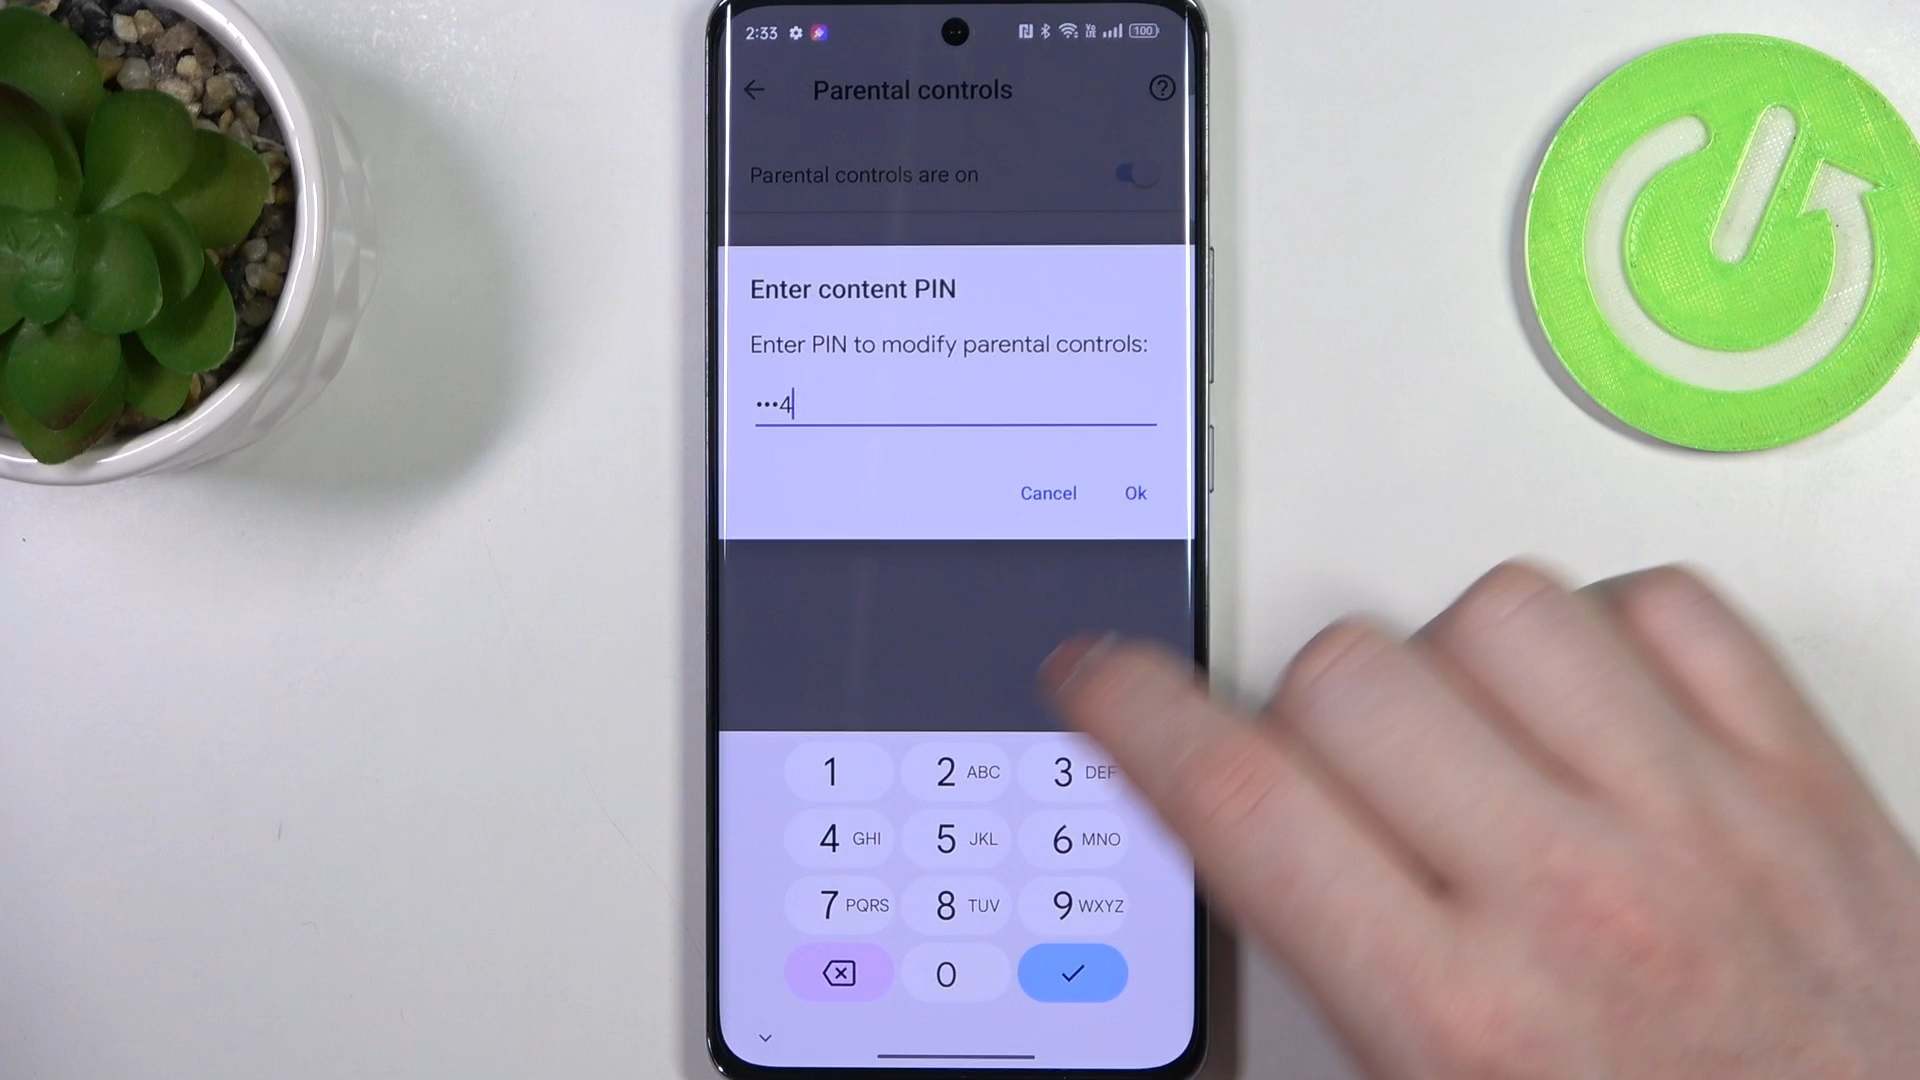 2:33 100
Parental controls
Parental controls are on
Enter content PIN
Enter PIN to modify parental controls:
•••4
Cancel Ok
1 2 ABC 3 DEF
4 GHI 5 JKL 6 MNO
7 PQRS 8 TUV 9 WXYZ
0